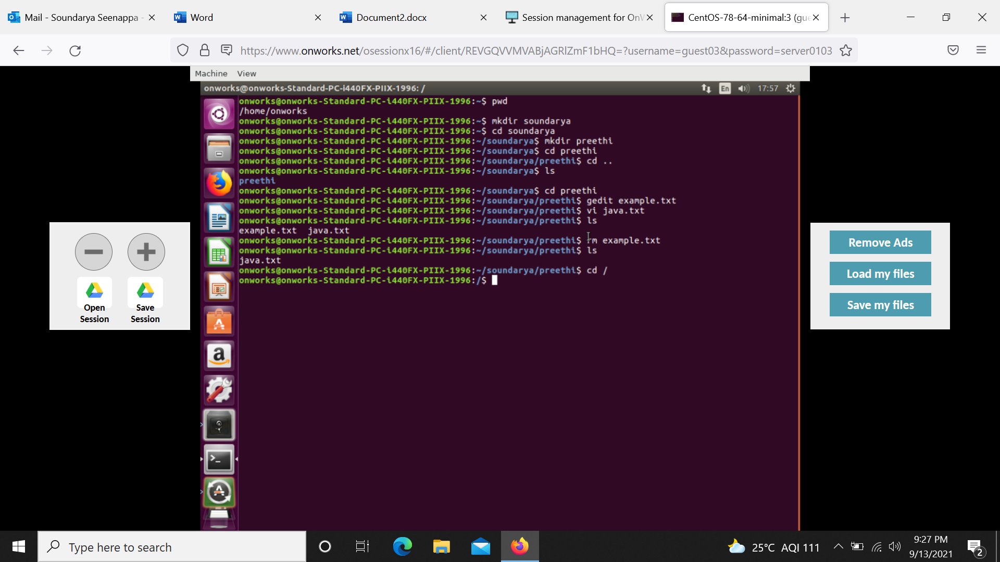 Mail - Soundarya Seenappa -
Word
Document2.docx
Session management for OnW
CentOS-78-64-minimal:3 (gue
https://www.onworks.net/osessionx16/#/client/REVGQVVMVABjAGRlZmF1bHQ=?username=guest03&password=server0103
Machine View
onworks@onworks-Standard-PC-i440FX-PIIX-1996: /
En
17:57
onworks@onworks-Standard-PC-i440FX-PIIX-1996:~$ pwd
/home/onworks
onworks@onworks-Standard-PC-i440FX-PIIX-1996:~$ mkdir soundarya
onworks@onworks-Standard-PC-i440FX-PIIX-1996:~$ cd soundarya
onworks@onworks-Standard-PC-i440FX-PIIX-1996:~/soundarya$ mkdir preethi
onworks@onworks-Standard-PC-i440FX-PIIX-1996:~/soundarya$ cd preethi
onworks@onworks-Standard-PC-i440FX-PIIX-1996:~/soundarya/preethi$ cd ..
onworks@onworks-Standard-PC-i440FX-PIIX-1996:~/soundarya$ ls
preethi
onworks@onworks-Standard-PC-i440FX-PIIX-1996:~/soundarya$ cd preethi
onworks@onworks-Standard-PC-i440FX-PIIX-1996:~/soundarya/preethi$ gedit example.txt
onworks@onworks-Standard-PC-i440FX-PIIX-1996:~/soundarya/preethi$ vi java.txt
onworks@onworks-Standard-PC-i440FX-PIIX-1996:~/soundarya/preethi$ ls
example.txt java.txt
onworks@onworks-Standard-PC-i440FX-PIIX-1996:~/soundarya/preethi$ rm example.txt
onworks@onworks-Standard-PC-i440FX-PIIX-1996:~/soundarya/preethi$ ls
java.txt
onworks@onworks-Standard-PC-i440FX-PIIX-1996:~/soundarya/preethi$ cd /
onworks@onworks-Standard-PC-i440FX-PIIX-1996:/$
Open
Session
Save
Session
Remove Ads
Load my files
Save my files
Type here to search
25°C AQI 111
9:27 PM
9/13/2021
2